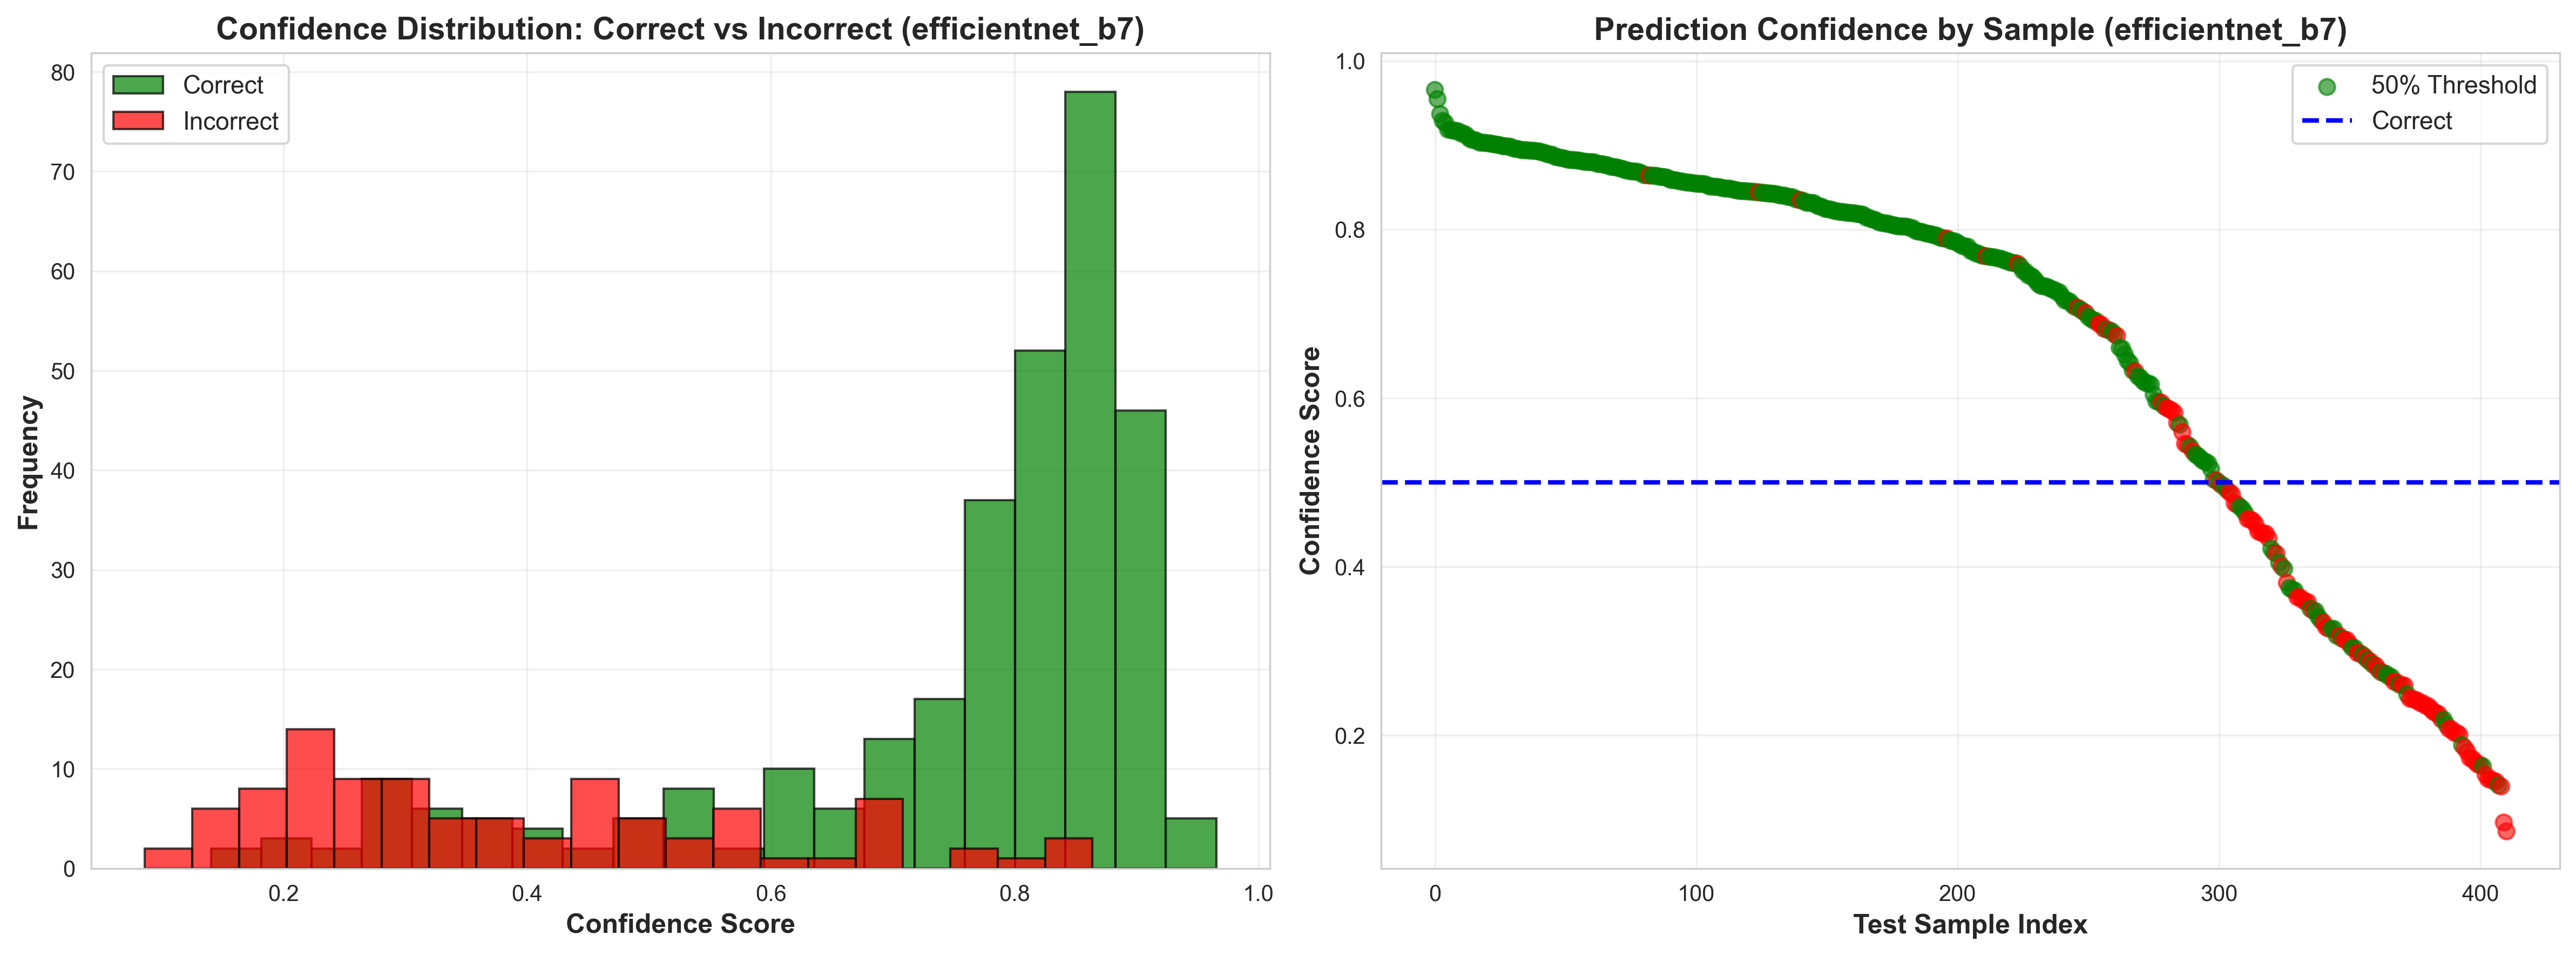 Confidence Distribution: Correct vs Incorrect (efficientnet_b7)
Correct
Incorrect
80
70
60
50
40
30
20
10
0
Frequency
0.2
0.4
0.6
0.8
1.0
Confidence Score
Prediction Confidence by Sample (efficientnet_b7)
50% Threshold
Correct
1.0
0.8
0.6
0.4
0.2
Confidence Score
0
100
200
300
400
Test Sample Index